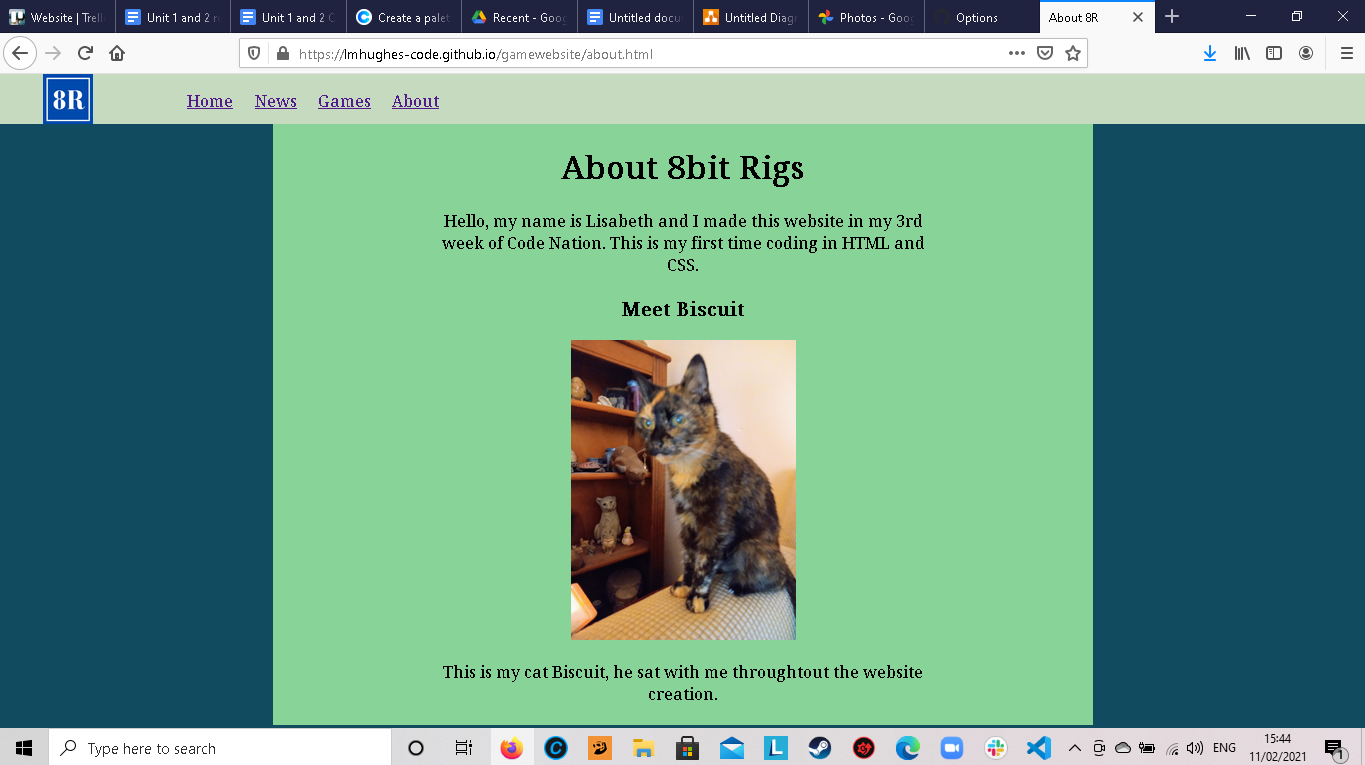 Website | Trell
Unit 1 and 2 re
Unit 1 and 2 C
Create a palet
Recent - Goog
Untitled docu
Untitled Diag
Photos - Goog
Options
About 8R
https://lmhughes-code.github.io/gamewebsite/about.html
8R
Home News Games About
About 8bit Rigs
Hello, my name is Lisabeth and I made this website in my 3rd
week of Code Nation. This is my first time coding in HTML and
CSS.
Meet Biscuit
This is my cat Biscuit, he sat with me throughtout the website
creation.
Type here to search
ENG
15:44
11/02/2021
1